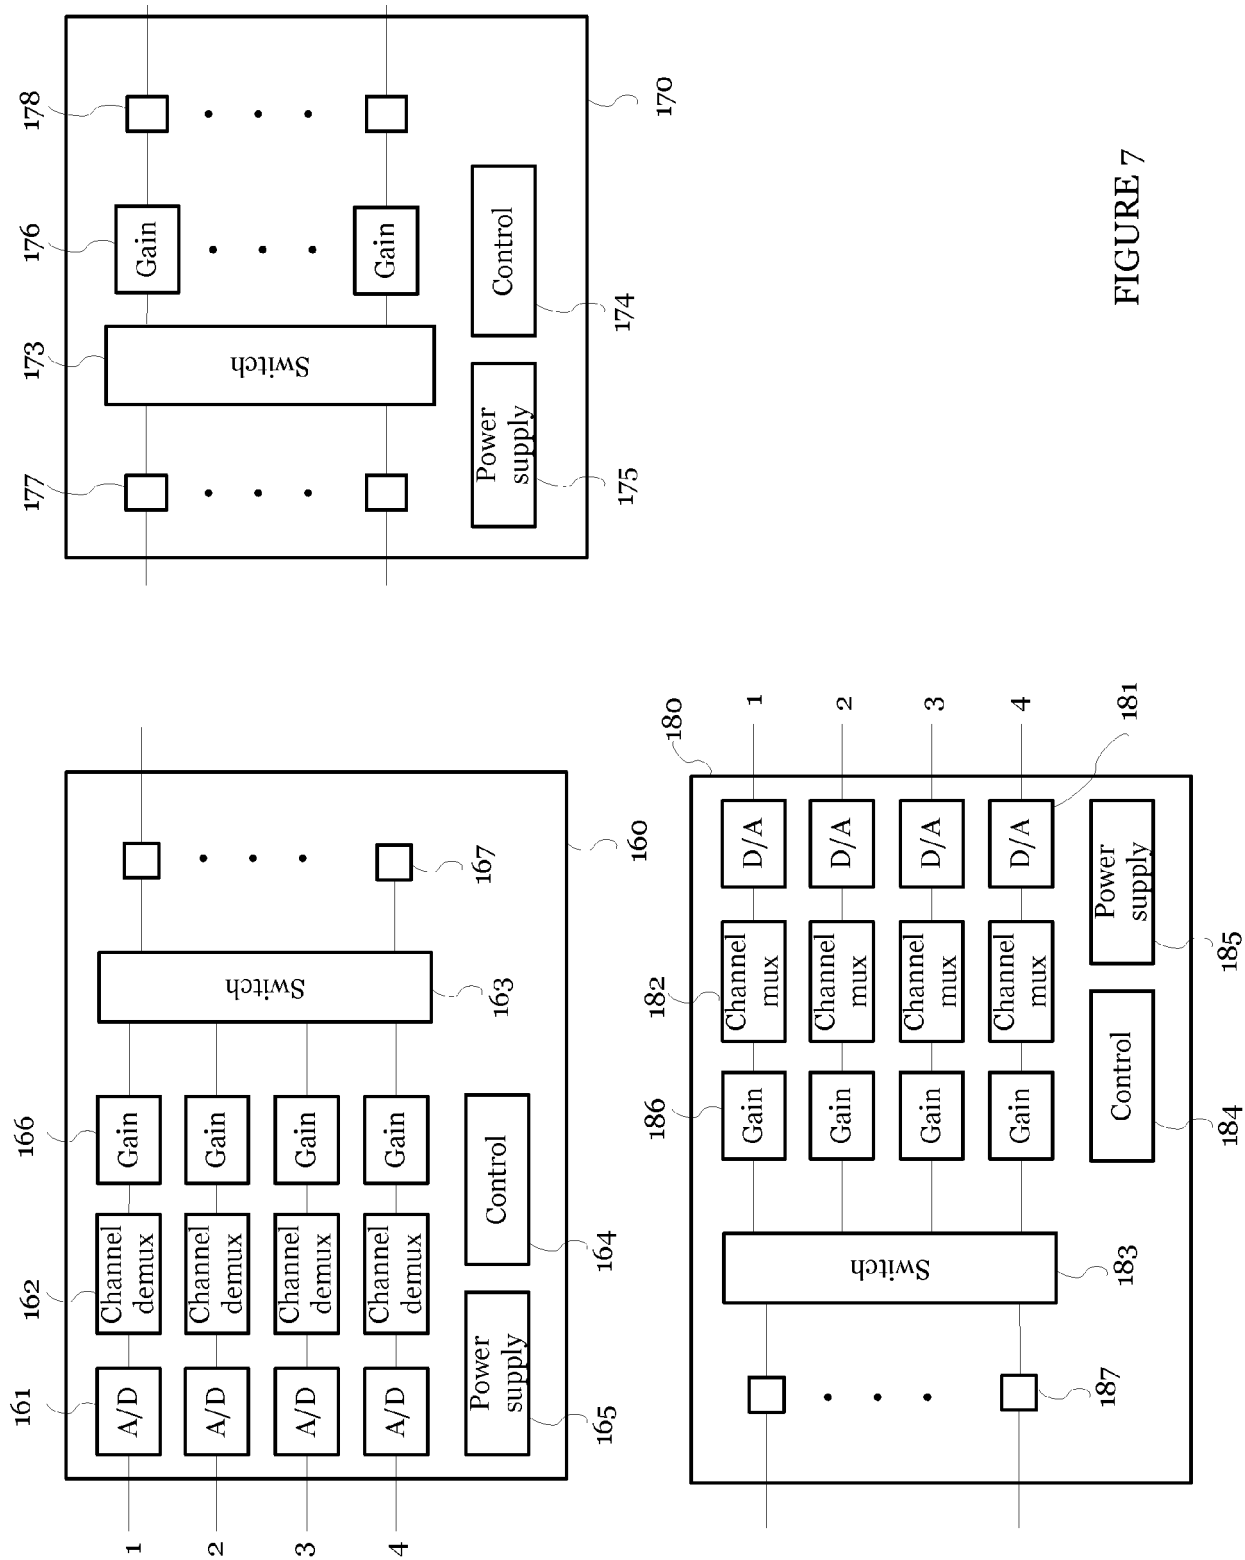 160
1
A/D
Channel
demux
Gain
2
A/D
Channel
demux
Gain
3
A/D
Channel
demux
Gain
4
A/D
Channel
demux
Gain
Switch
161
162
166
163
167
Power
supply
165
Control
164
177
173
176
178
Switch
Gain
Gain
Power
supply
175
Control
174
170
180
187
Switch
183
186
182
Gain
Channel
mux
D/A
1
Gain
Channel
mux
D/A
2
Gain
Channel
mux
D/A
3
Gain
Channel
mux
D/A
4
181
Control
184
Power
supply
185
FIGURE 7